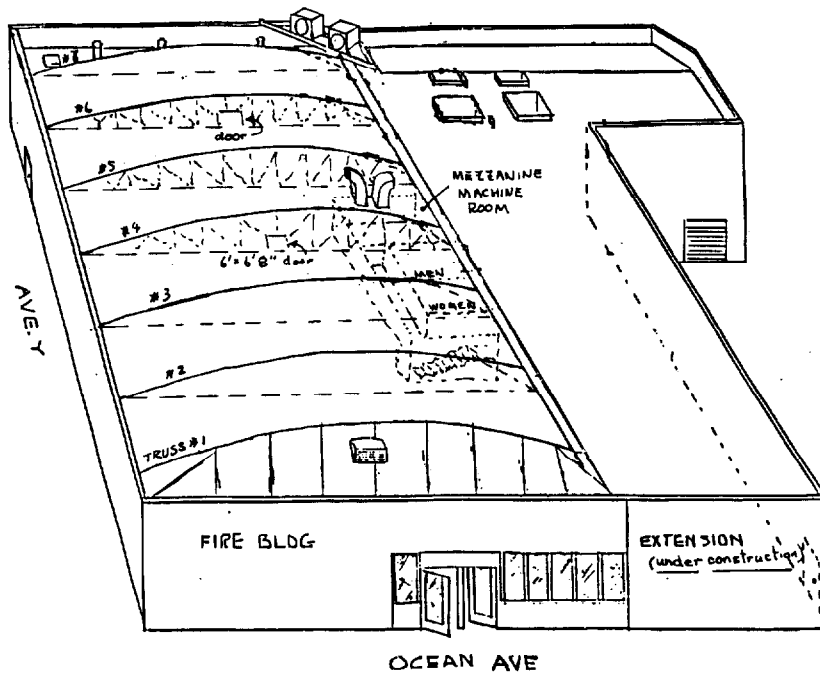 #6
door
#5
MEZZANINE
MACHINE
ROOM
#4
6'x6'8" door
MEN
#3
WOMEN
AVE. Y
#2
TRUSS #1
FIRE BLDG
EXTENSION
(under construction)
OCEAN AVE